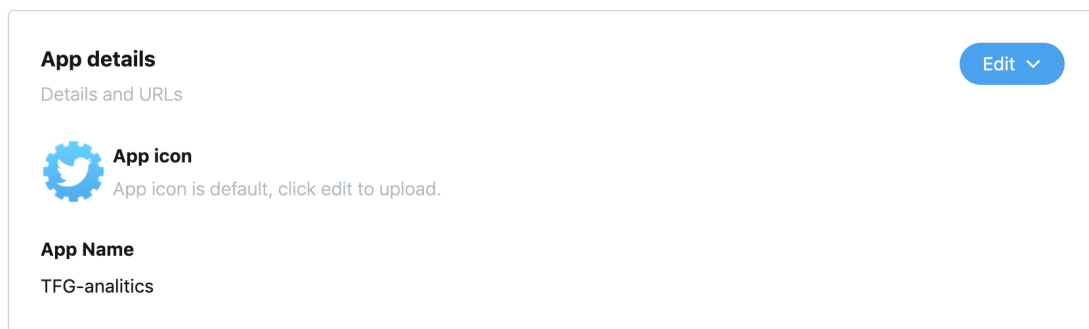 App details
Edit
Details and URLs
App icon
App icon is default, click edit to upload.
App Name
TFG-analitics